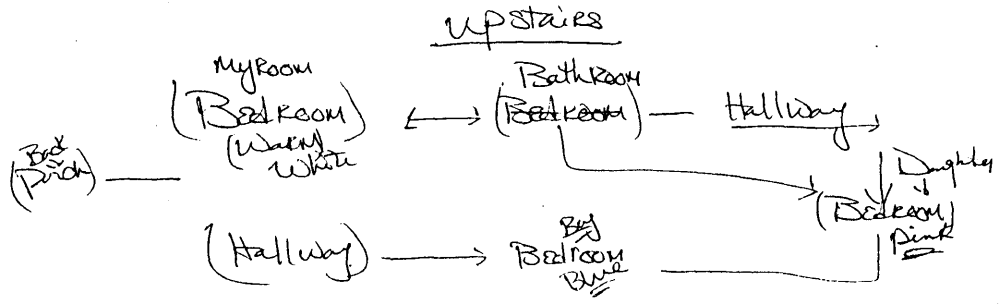 Upstairs
My Room
(Bedroom)
(Warm)
White
Bathroom
(Bedroom)
Hallway
Back
(Porch)
Daughter
(Bedroom)
pink
(Hallway)
Boy
Bedroom
Blue